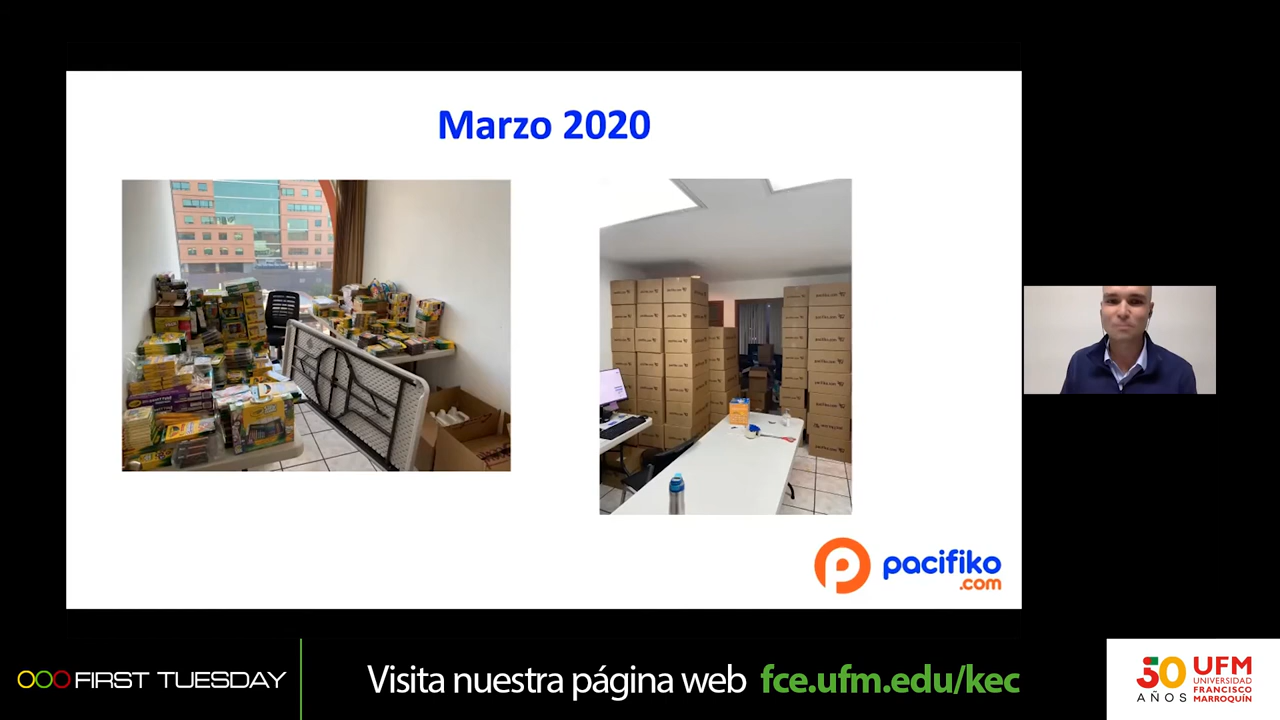 Marzo 2020
pacifiko
.com
FIRST TUESDAY
Visita nuestra página web fce.ufm.edu/kec
50
AÑOS
UFM
UNIVERSIDAD
FRANCISCO
MARROQUÍN